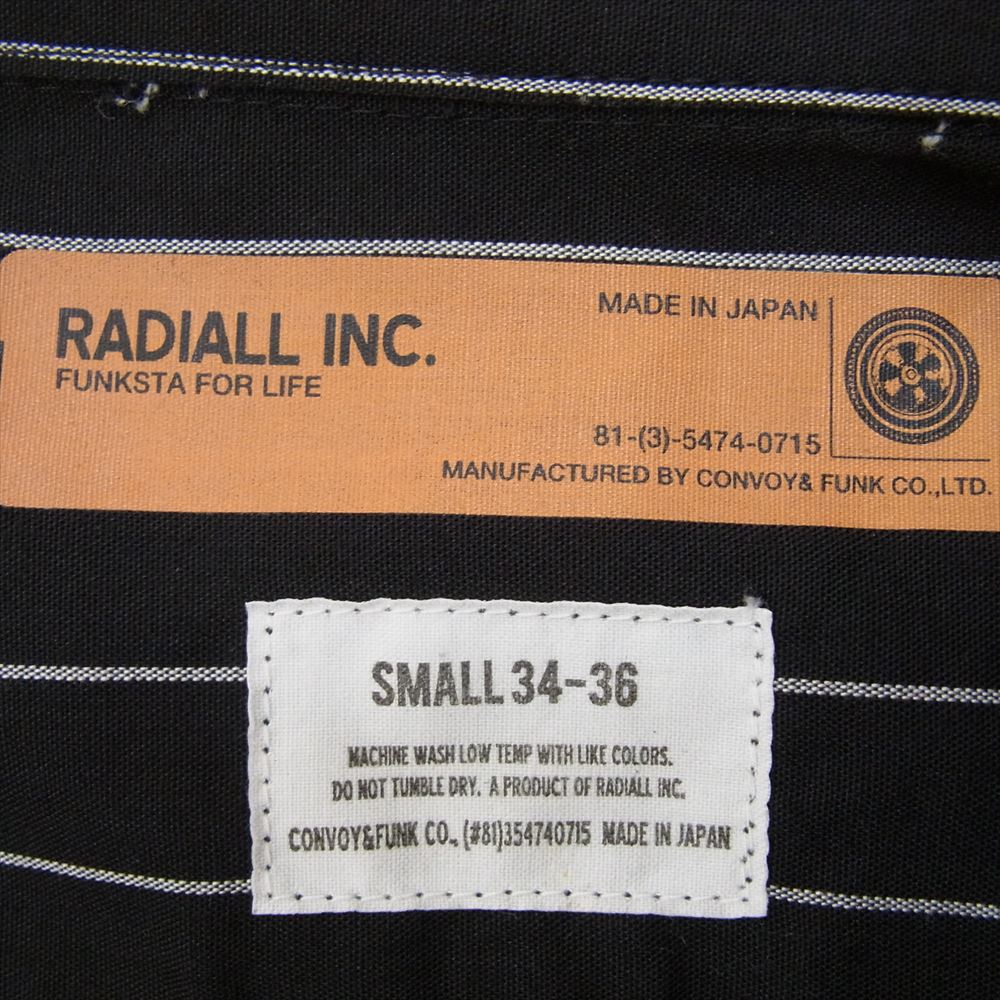 RADIALL INC.
FUNKSTA FOR LIFE
MADE IN JAPAN
81-(3)-5474-0715
MANUFACTURED BY CONVOY& FUNK CO.,LTD.
SMALL 34-36
MACHINE WASH LOW TEMP WITH LIKE COLORS.
DO NOT TUMBLE DRY. A PRODUCT OF RADIALL INC.
CONVOY&FUNK CO., (#81)354740715 MADE IN JAPAN